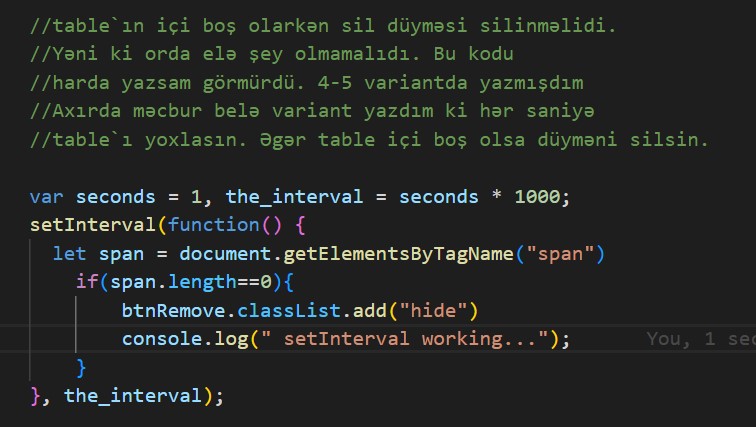 //table`ın içi boş olarkən sil düyməsi silinməlidi.
//Yəni ki orda elə şey olmamalıdı. Bu kodu
//harda yazsam görmürdü. 4-5 variantda yazmışdım
//Axırda məcbur belə variant yazdım ki hər saniyə
//table`ı yoxlasın. Əgər table içi boş olsa düyməni silsin.
var seconds = 1, the_interval = seconds * 1000;
setInterval(function() {
let span = document.getElementsByTagName("span")
if(span.length==0){
btnRemove.classList.add("hide")
console.log(" setInterval working..."); You, 1 sec
}
}, the_interval);